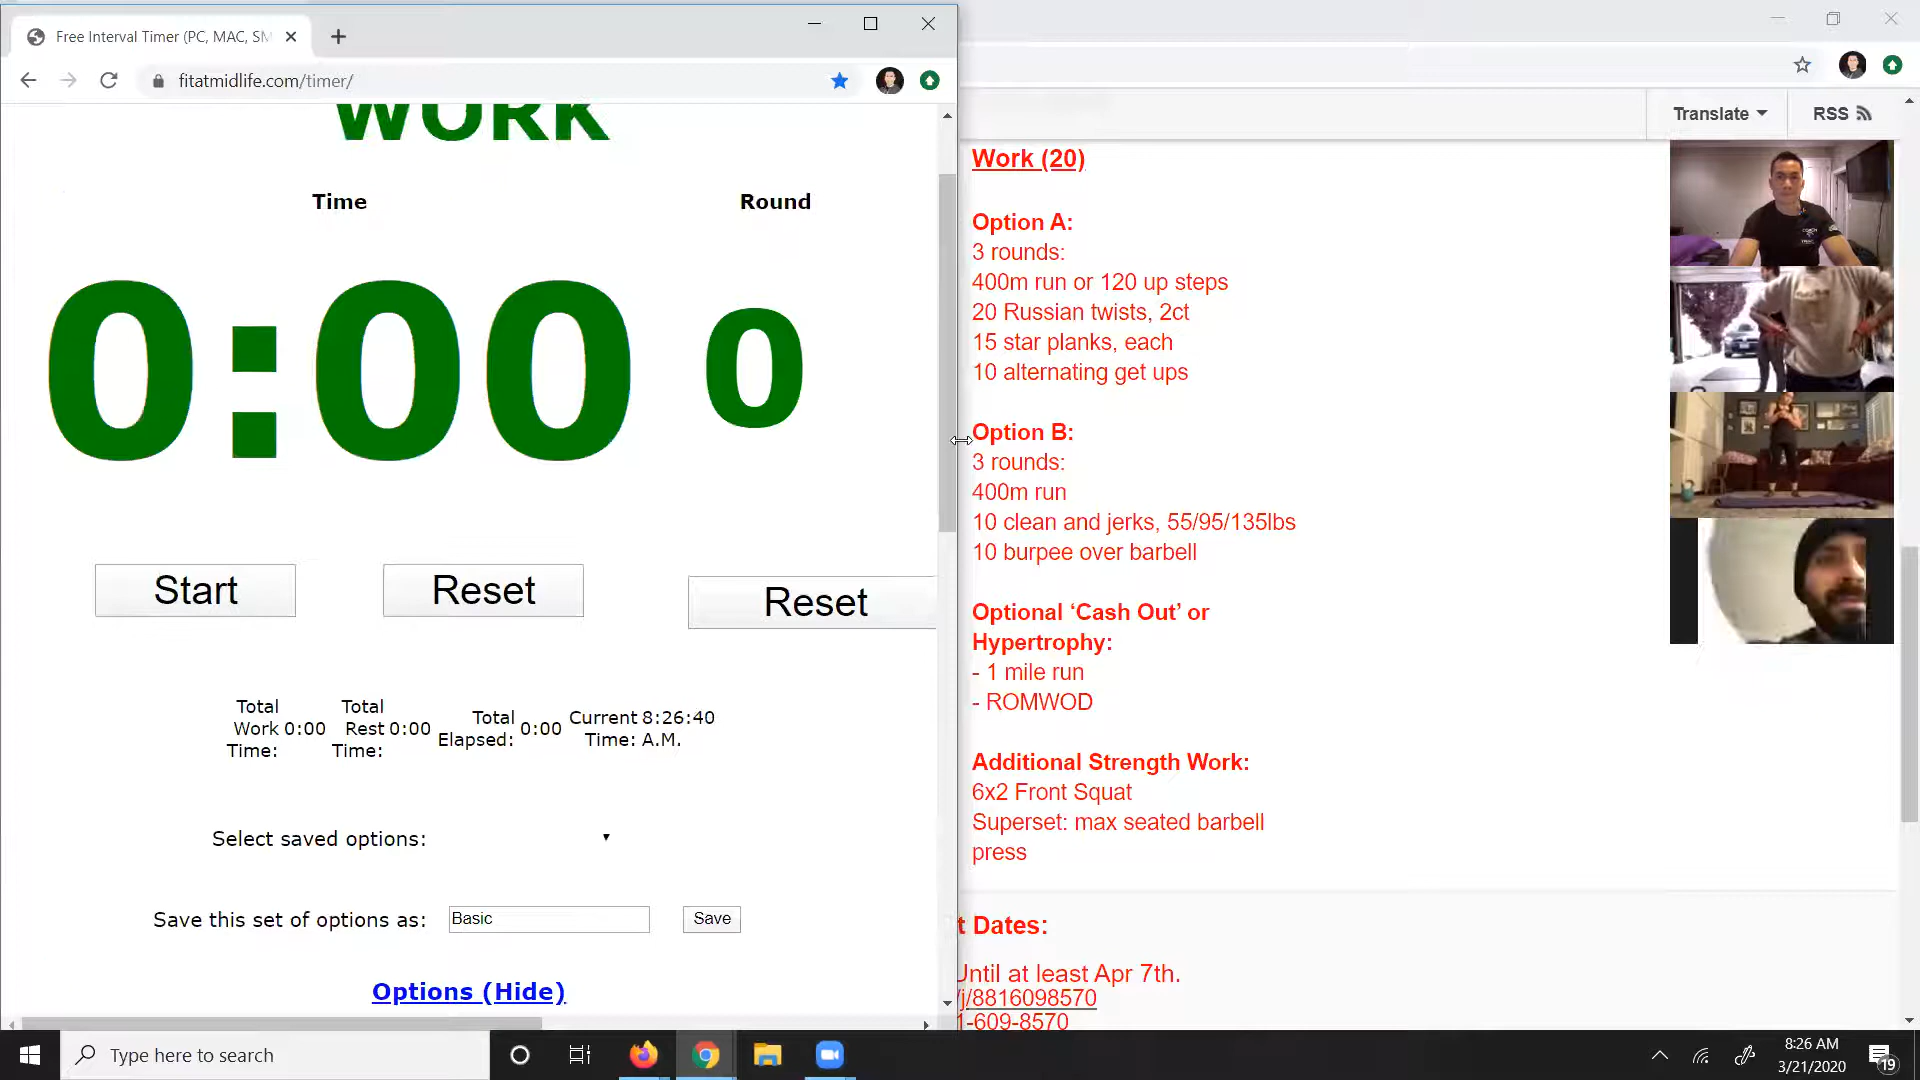 Free Interval Timer (PC, MAC, SM
fitatmidlife.com/timer/
WORK
Time
Round
0:00
0
Start
Reset
Reset
Total
Work 0:00
Time:
Total
Rest 0:00
Time:
Total
Elapsed: 0:00
Current 8:26:40
Time: A.M.
Select saved options:
Save this set of options as:
Basic
Save
Options (Hide)
Translate
RSS
Work (20)
Option A:
3 rounds:
400m run or 120 up steps
20 Russian twists, 2ct
15 star planks, each
10 alternating get ups
Option B:
3 rounds:
400m run
10 clean and jerks, 55/95/135lbs
10 burpee over barbell
Optional ‘Cash Out’ or
Hypertrophy:
- 1 mile run
- ROMWOD
Additional Strength Work:
6x2 Front Squat
Superset: max seated barbell
press
t Dates:
Until at least Apr 7th.
/j/8816098570
1-609-8570
Type here to search
8:26 AM
3/21/2020
19